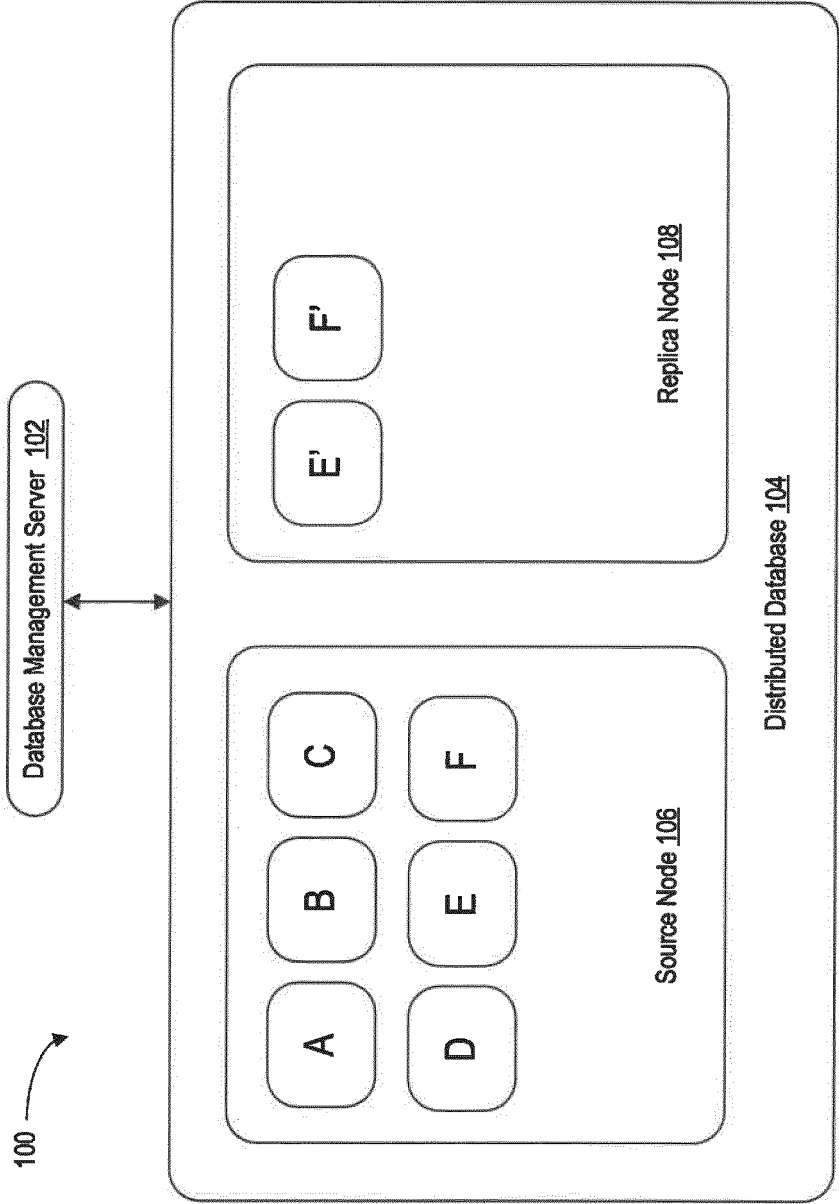 100
Database Management Server 102
A
B
C
D
E
F
Source Node 106
E'
F'
Replica Node 108
Distributed Database 104